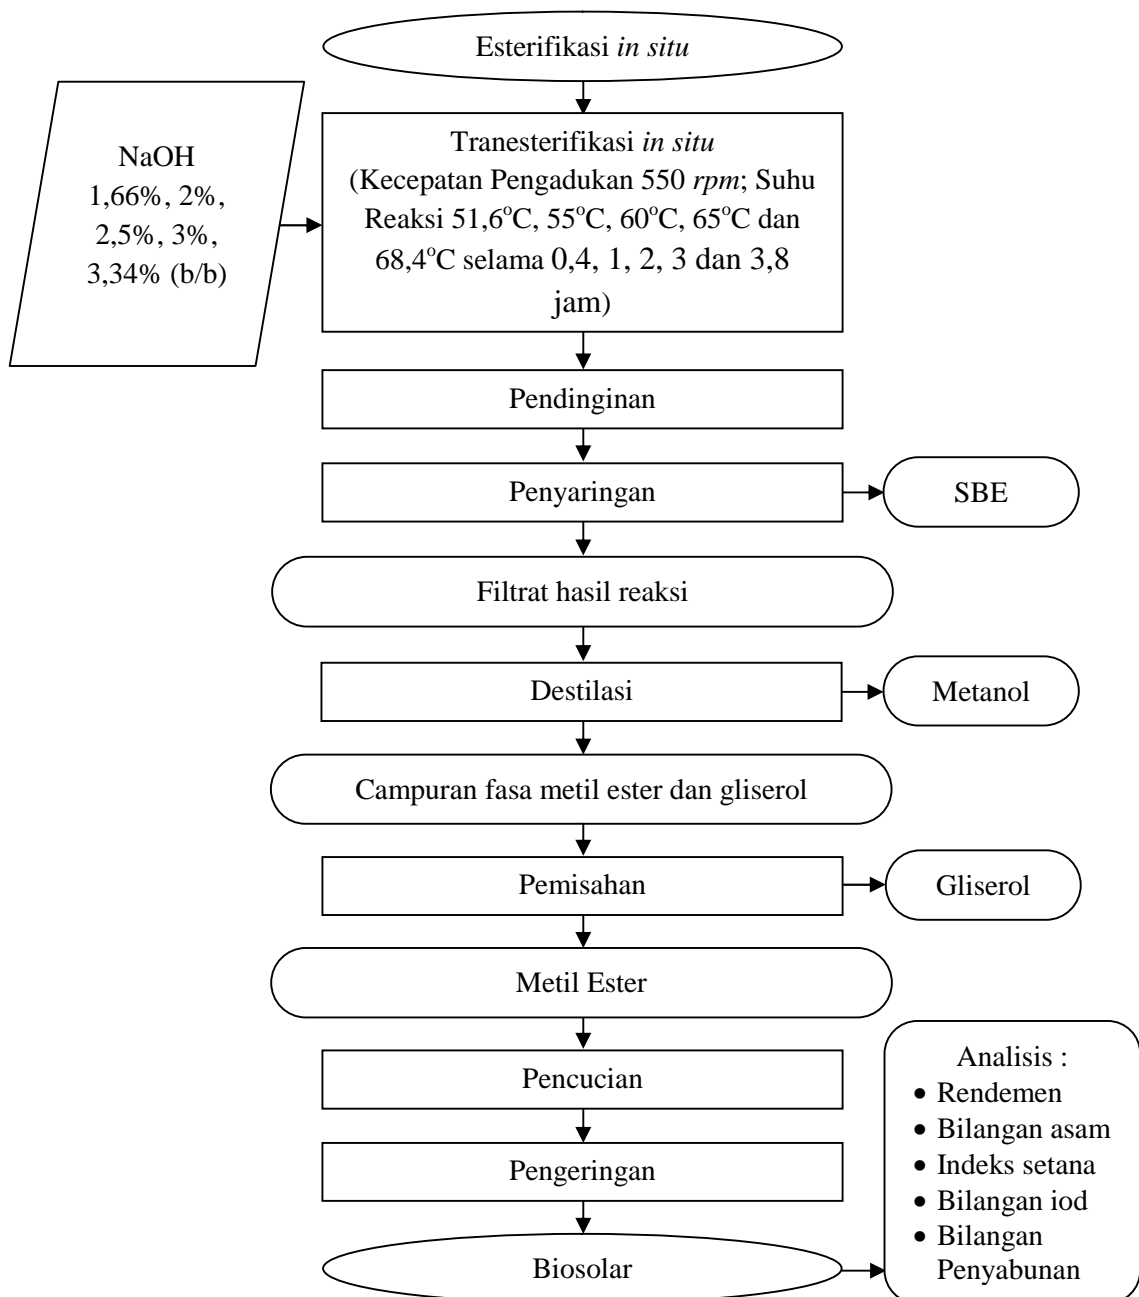 Esterifikasi in situ
NaOH
1,66%, 2%,
2,5%, 3%,
3,34% (b/b)
Tranesterifikasi in situ
(Kecepatan Pengadukan 550 rpm; Suhu
Reaksi 51,6°C, 55°C, 60°C, 65°C dan
68,4°C selama 0,4, 1, 2, 3 dan 3,8
jam)
Pendinginan
Penyaringan
SBE
Filtrat hasil reaksi
Destilasi
Metanol
Campuran fasa metil ester dan gliserol
Pemisahan
Gliserol
Metil Ester
Pencucian
Pengeringan
Biosolar
Analisis :
• Rendemen
• Bilangan asam
• Indeks setana
• Bilangan iod
• Bilangan
Penyabunan